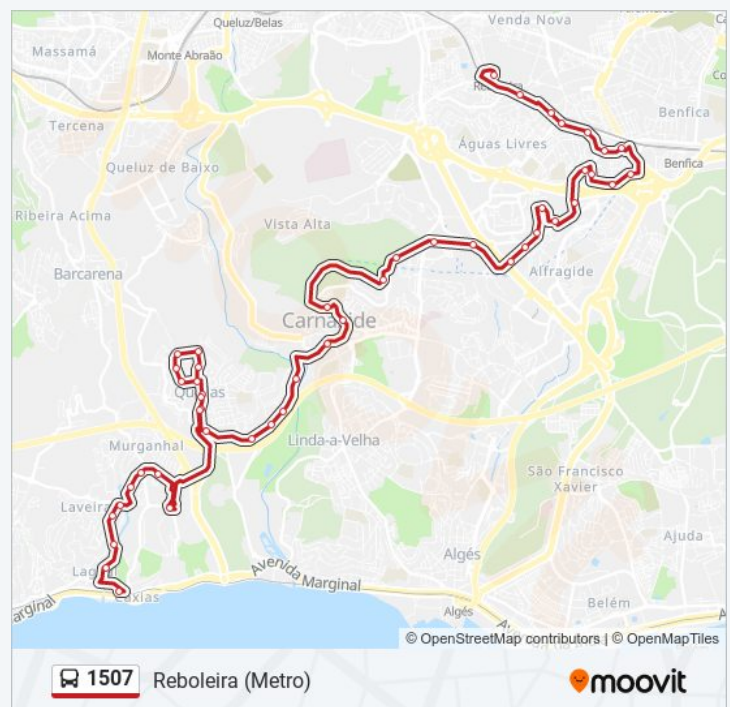 Queluz/Belas
Venda Nova
Massamá
Monte Abraão
Tercena
Benfica
Águas Livres
Queluz de Baixo
Benfica
Ribeira Acima
Vista Alta
Barcarena
Alfragide
Carnaxide
Queijas
Murganhal
Linda-a-Velha
São Francisco
Xavier
Laveiras
Ajuda
Algés
Avenida Marginal
Caxias
Algés
Belém
© OpenStreetMap contributors | © OpenMapTiles
1507 Reboleira (Metro)
moovit